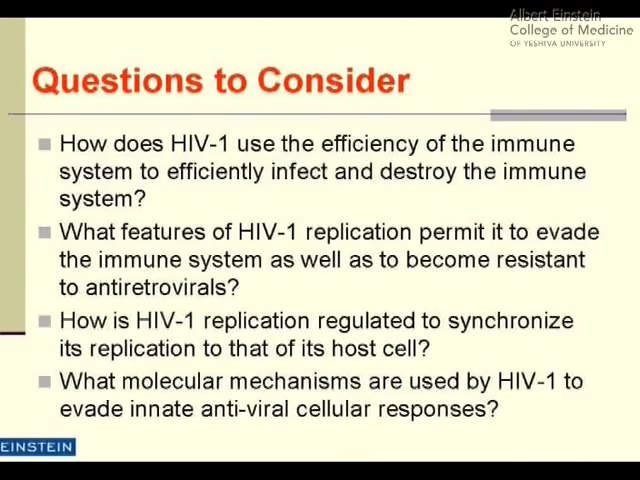 Albert Einstein
College of Medicine
OF YESHIVA UNIVERSITY
Questions to Consider
How does HIV-1 use the efficiency of the immune
system to efficiently infect and destroy the immune
system?
What features of HIV-1 replication permit it to evade
the immune system as well as to become resistant
to antiretrovirals?
How is HIV-1 replication regulated to synchronize
its replication to that of its host cell?
What molecular mechanisms are used by HIV-1 to
evade innate anti-viral cellular responses?
EINSTEIN